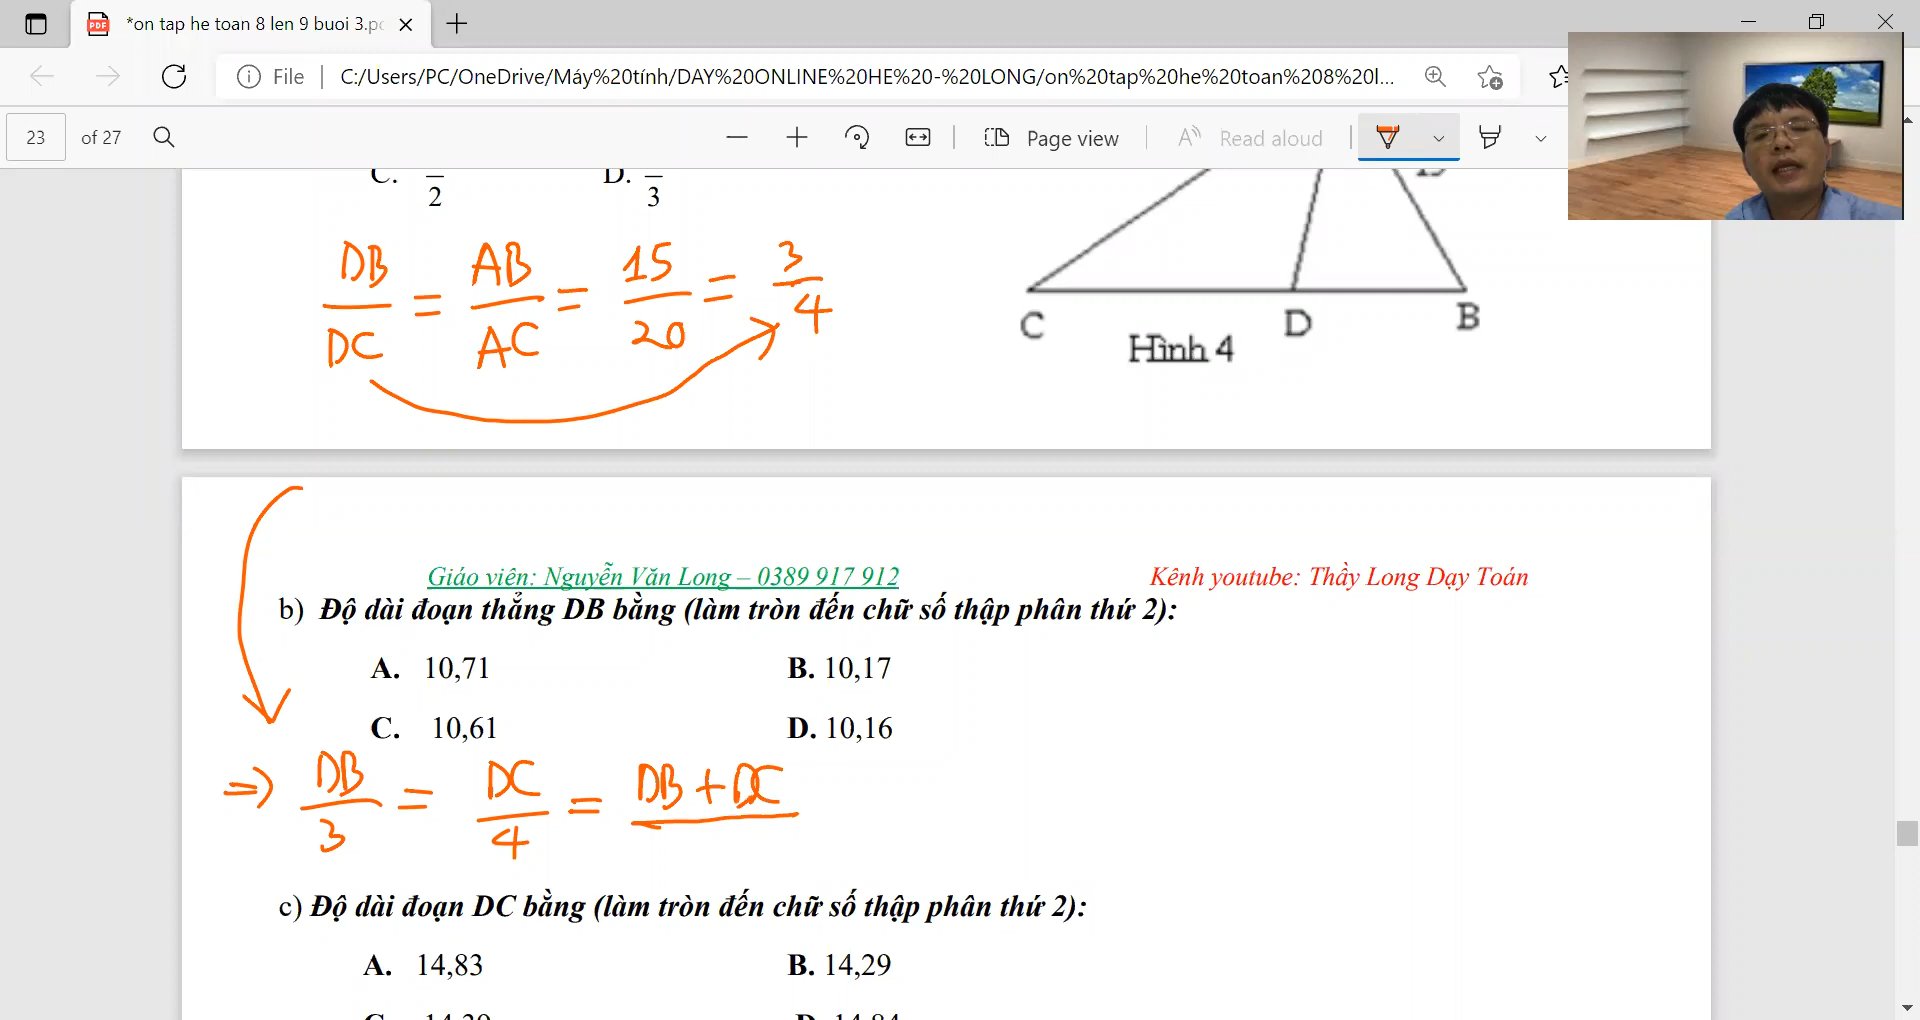 *on tap he toan 8 len 9 buoi 3.pd
File C:/Users/PC/OneDrive/Máy%20tính/DAY%20ONLINE%20HE%20-%20LONG/on%20tap%20he%20toan%208%20l...
23 of 27 Page view Read aloud
C. 2 D. 3
DB/DC = AB/AC = 15/20 = 3/4
C D B
Hình 4
Giáo viên: Nguyễn Văn Long – 0389 917 912 Kênh youtube: Thầy Long Dạy Toán
b) Độ dài đoạn thẳng DB bằng (làm tròn đến chữ số thập phân thứ 2):
A. 10,71 B. 10,17
C. 10,61 D. 10,16
=> DB/3 = DC/4 = DB + DC
c) Độ dài đoạn DC bằng (làm tròn đến chữ số thập phân thứ 2):
A. 14,83 B. 14,29